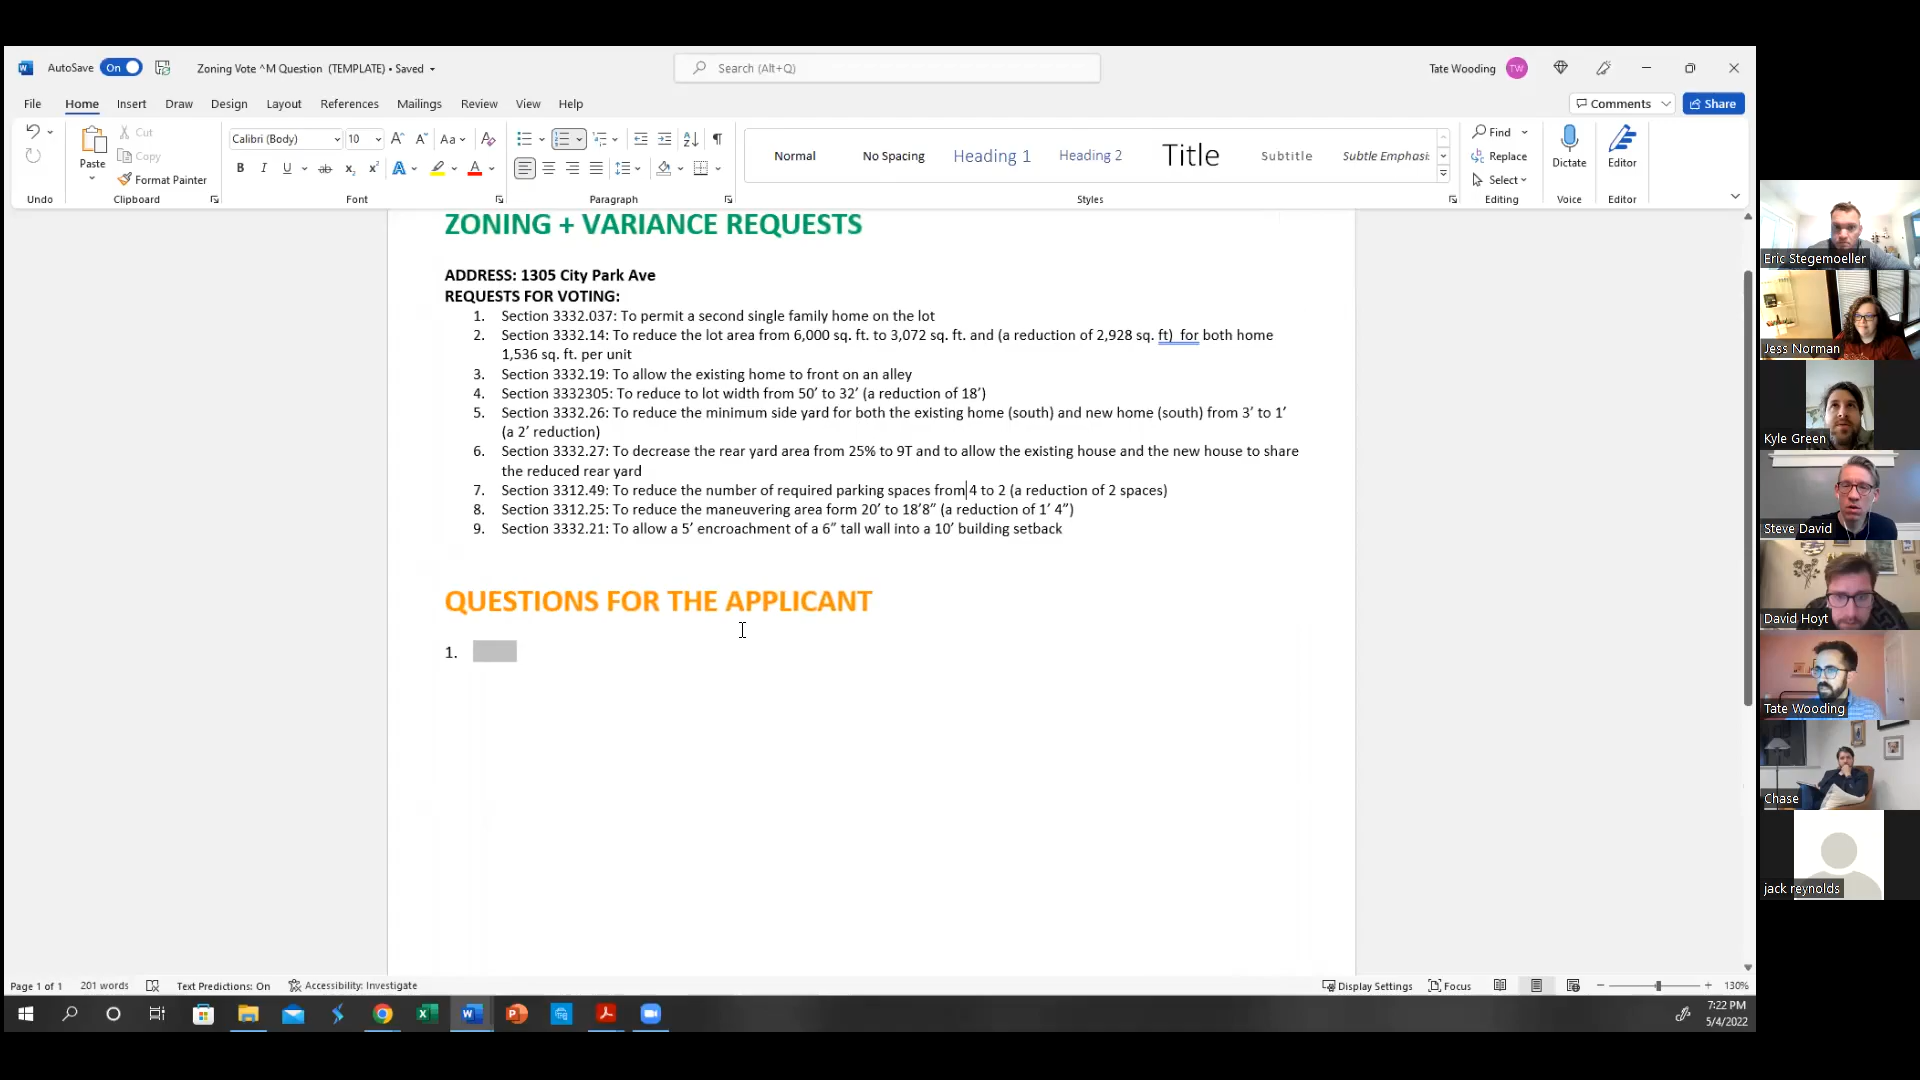 AutoSave On Zoning Vote ^M Question (TEMPLATE) • Saved Search (Alt+Q) Tate Wooding TW
File Home Insert Draw Design Layout References Mailings Review View Help Comments Share
Paste Cut Copy Format Painter
Calibri (Body) 10
Normal No Spacing Heading 1 Heading 2 Title Subtitle Subtle Emphasi
Find Replace Select Dictate Editor
Undo Clipboard Font Paragraph Styles Editing Voice Editor
ZONING + VARIANCE REQUESTS
ADDRESS: 1305 City Park Ave
REQUESTS FOR VOTING:
1. Section 3332.037: To permit a second single family home on the lot
2. Section 3332.14: To reduce the lot area from 6,000 sq. ft. to 3,072 sq. ft. and (a reduction of 2,928 sq. ft) for both home
1,536 sq. ft. per unit
3. Section 3332.19: To allow the existing home to front on an alley
4. Section 3332305: To reduce to lot width from 50’ to 32’ (a reduction of 18’)
5. Section 3332.26: To reduce the minimum side yard for both the existing home (south) and new home (south) from 3’ to 1’
(a 2’ reduction)
6. Section 3332.27: To decrease the rear yard area from 25% to 9T and to allow the existing house and the new house to share
the reduced rear yard
7. Section 3312.49: To reduce the number of required parking spaces from 4 to 2 (a reduction of 2 spaces)
8. Section 3312.25: To reduce the maneuvering area form 20’ to 18’8” (a reduction of 1’ 4”)
9. Section 3332.21: To allow a 5’ encroachment of a 6” tall wall into a 10’ building setback
QUESTIONS FOR THE APPLICANT
1.
Page 1 of 1 201 words Text Predictions: On Accessibility: Investigate Display Settings Focus 130%
7:22 PM
5/4/2022
Eric Stegemoeller
Jess Norman
Kyle Green
Steve David
David Hoyt
Tate Wooding
Chase
jack reynolds